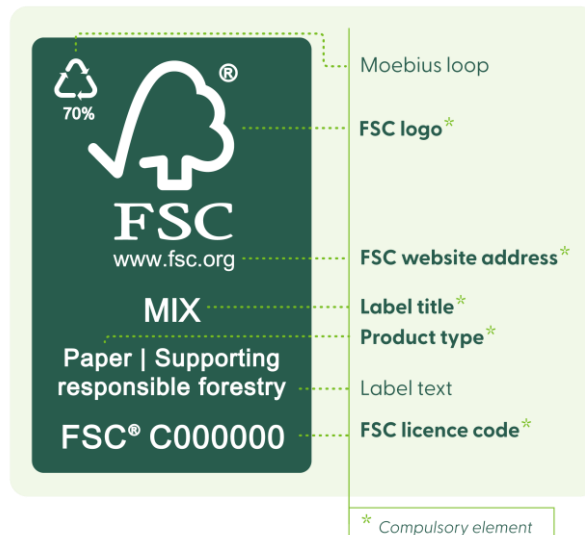 Moebius loop
®
70%
FSC logo*
FSC
www.fsc.org
FSC website address*
MIX
Label title*
Product type*
Paper | Supporting
responsible forestry
Label text
FSC® C000000
FSC licence code*
* Compulsory element